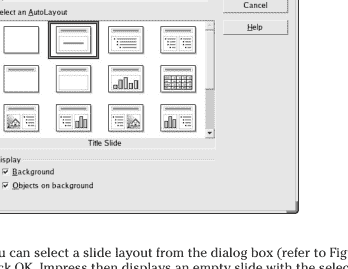 Cancel
elect an AutoLayout
Help
Title Slide
isplay
Background
Objects on background
u can select a slide layout from the dialog box (refer to Fig
ck OK. Impress then displays an empty slide with the selec